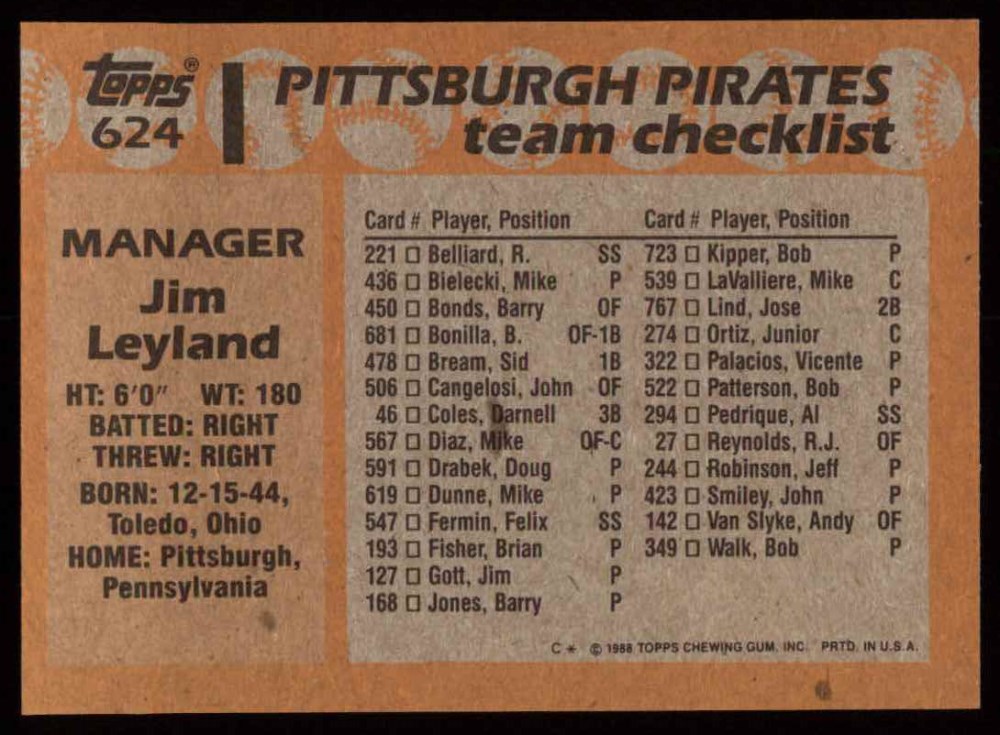 topps® PITTSBURGH PIRATES
624 team checklist
MANAGER
Jim
Leyland
HT: 6'0" WT: 180
BATTED: RIGHT
THREW: RIGHT
BORN: 12-15-44,
Toledo, Ohio
HOME: Pittsburgh,
Pennsylvania
Card # Player, Position
221 □ Belliard, R. SS
436 □ Bielecki, Mike P
450 □ Bonds, Barry OF
681 □ Bonilla, B. OF-1B
478 □ Bream, Sid 1B
506 □ Cangelosi, John OF
46 □ Coles, Darnell 3B
567 □ Diaz, Mike OF-C
591 □ Drabek, Doug P
619 □ Dunne, Mike P
547 □ Fermin, Felix SS
193 □ Fisher, Brian P
127 □ Gott, Jim P
168 □ Jones, Barry P
Card # Player, Position
723 □ Kipper, Bob P
539 □ LaValliere, Mike C
767 □ Lind, Jose 2B
274 □ Ortiz, Junior C
322 □ Palacios, Vicente P
522 □ Patterson, Bob P
294 □ Pedrique, Al SS
27 □ Reynolds, R.J. OF
244 □ Robinson, Jeff P
423 □ Smiley, John P
142 □ Van Slyke, Andy OF
349 □ Walk, Bob P
C * © 1988 TOPPS CHEWING GUM, INC. PRTD. IN U.S.A.